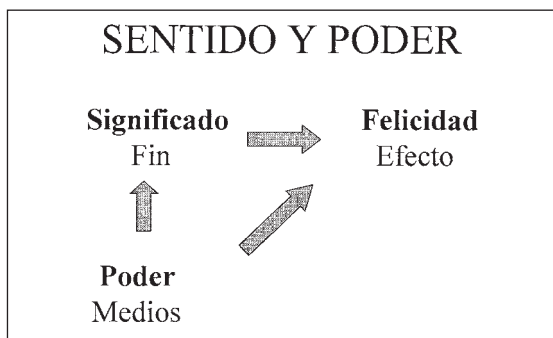 SENTIDO Y PODER
Significado
Fin
Felicidad
Efecto
Poder
Medios